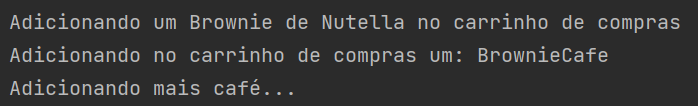 Adicionando um Brownie de Nutella no carrinho de compras
Adicionando no carrinho de compras um: BrownieCafe
Adicionando mais café...